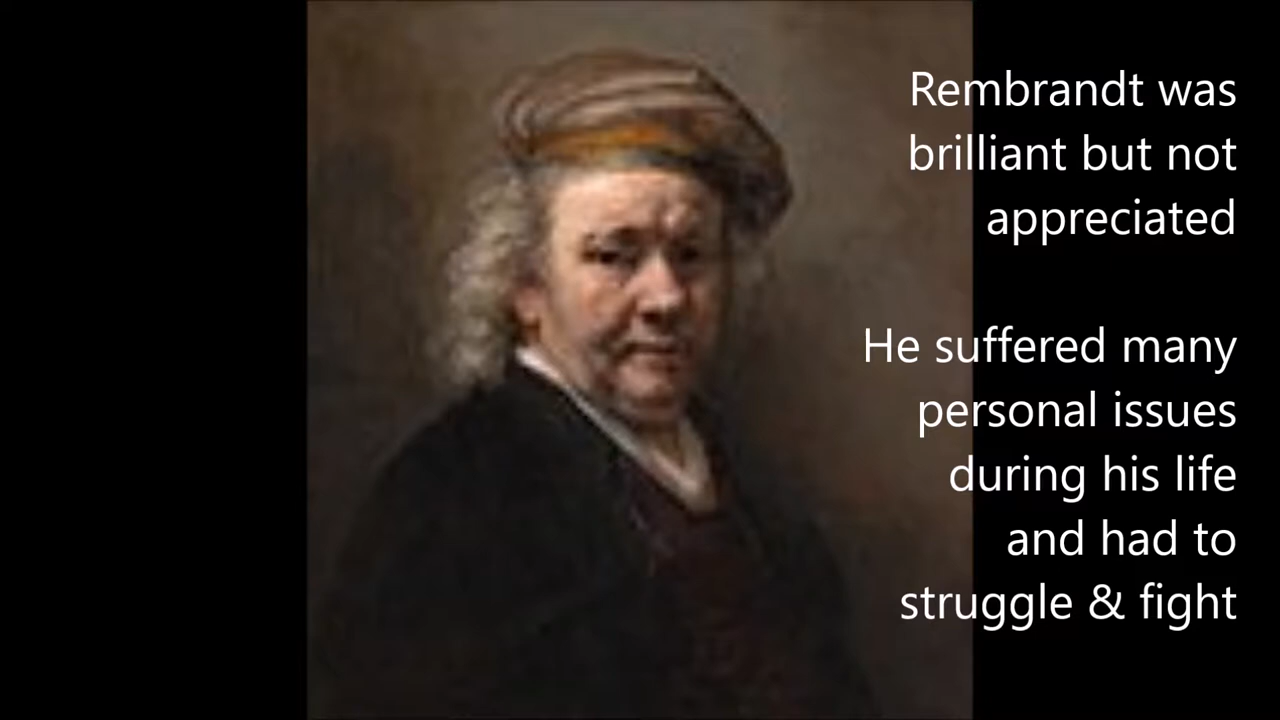 Rembrandt was
brilliant but not
appreciated
He suffered many
personal issues
during his life
and had to
struggle & fight